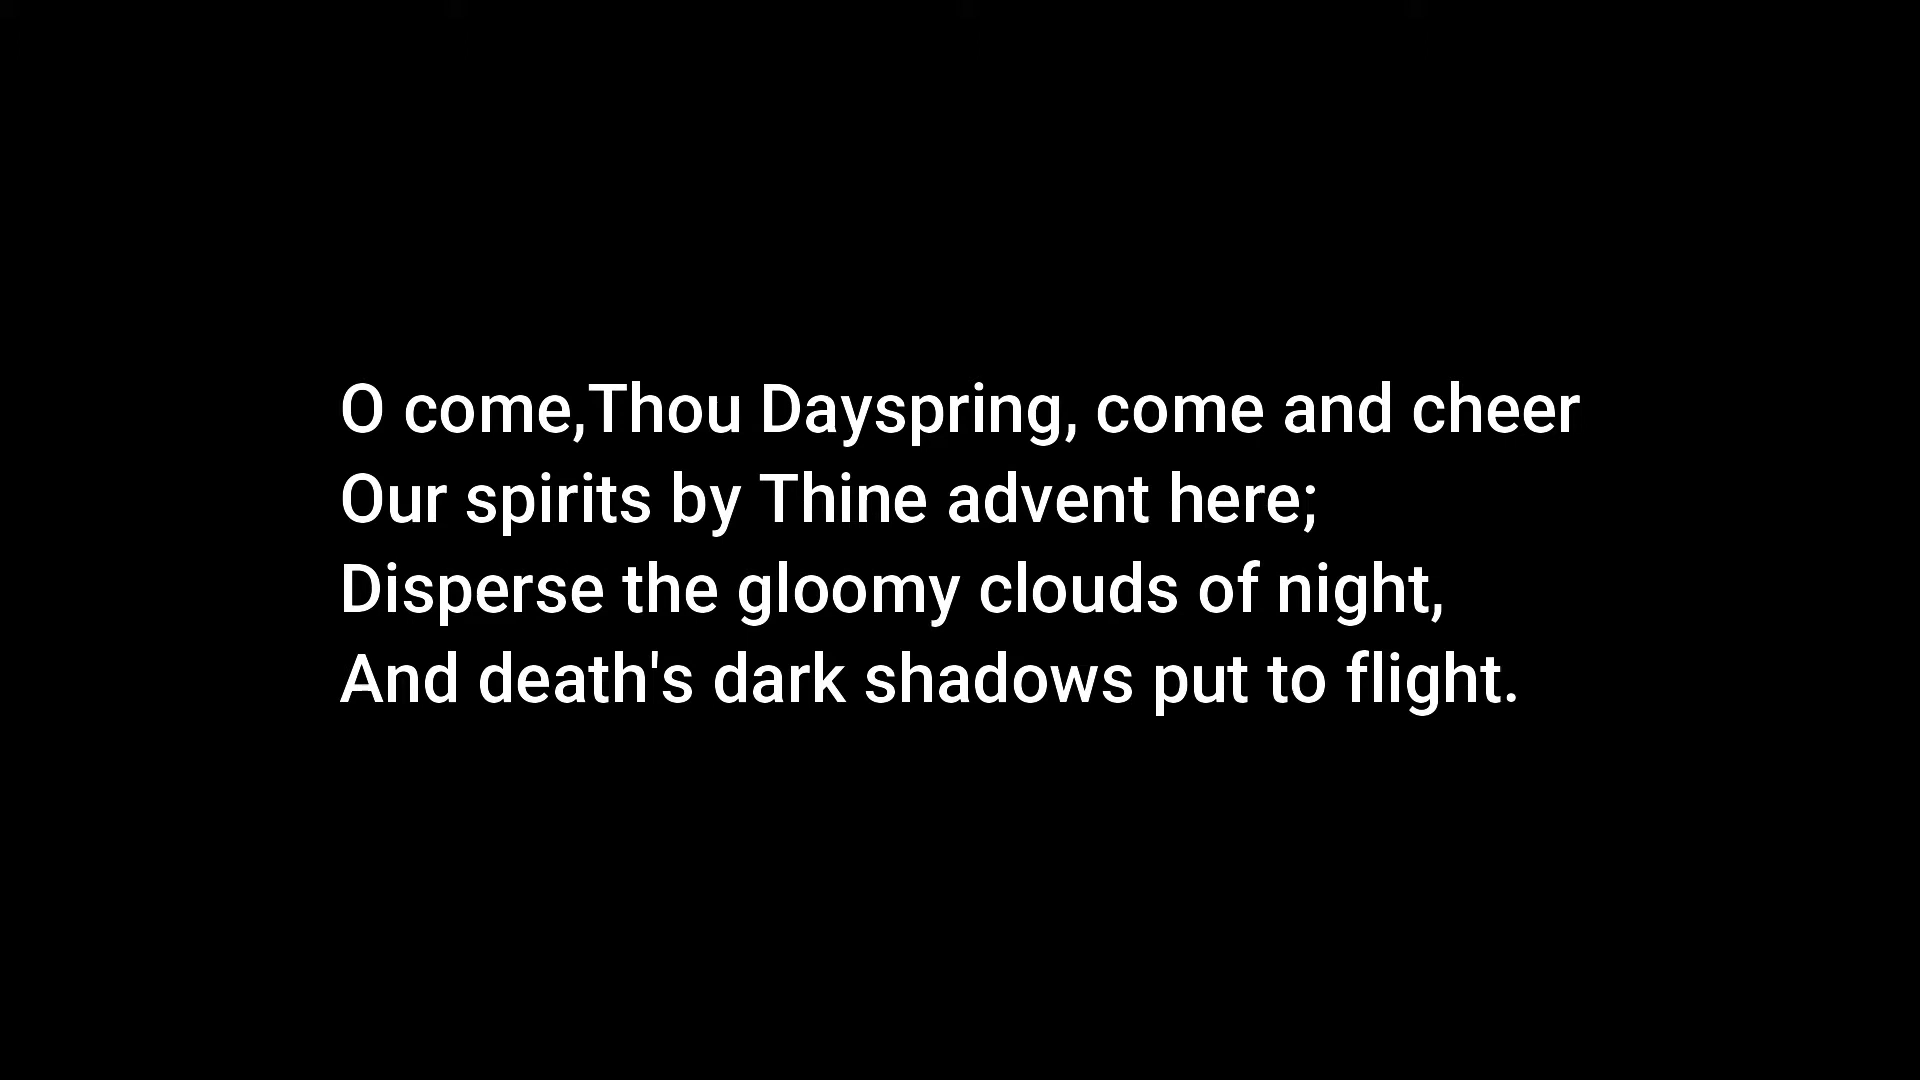 O come,Thou Dayspring, come and cheer
Our spirits by Thine advent here;
Disperse the gloomy clouds of night,
And death's dark shadows put to flight.